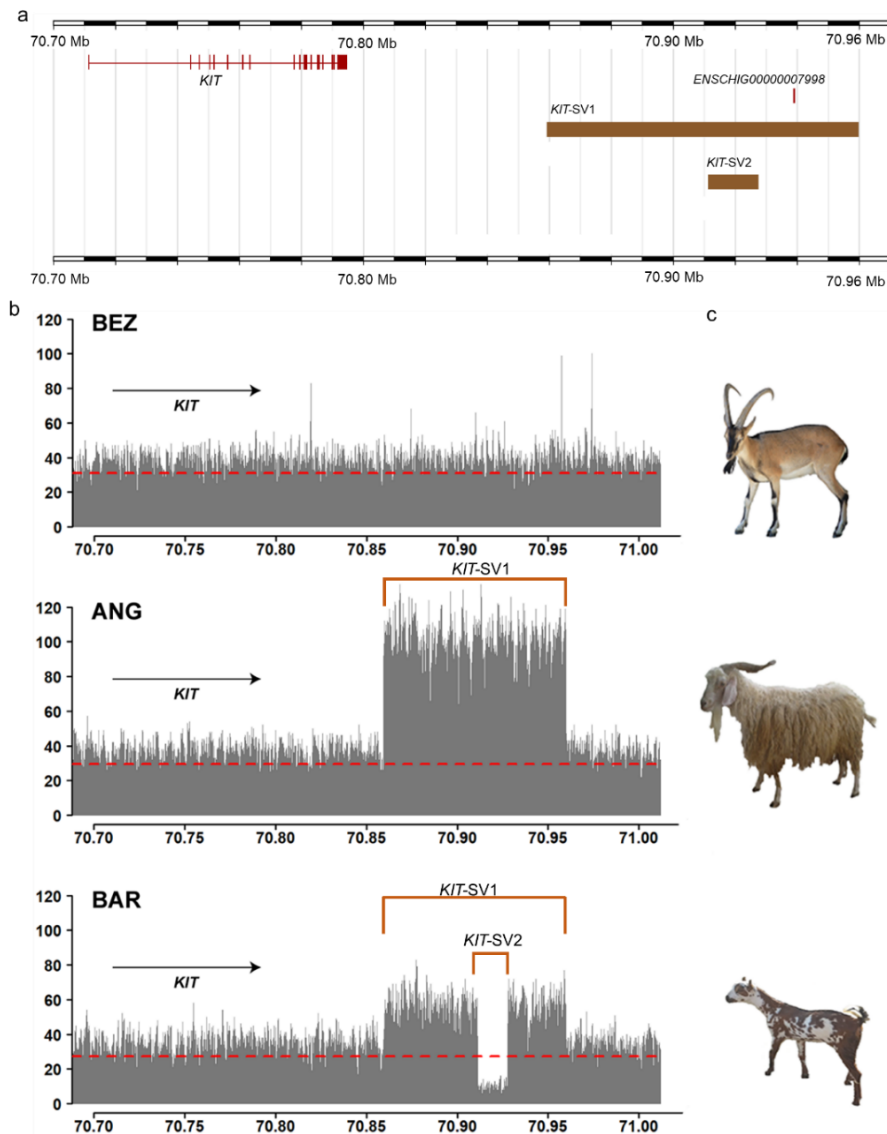 a
70.70 Mb 70.80 Mb 70.90 Mb 70.96 Mb
KIT
ENSCHIG00000007998
KIT-SV1
KIT-SV2
70.70 Mb 70.80 Mb 70.90 Mb 70.96 Mb
b
c
BEZ
120
100
80
60
40
20
0
KIT
70.70 70.75 70.80 70.85 70.90 70.95 71.00
ANG
KIT-SV1
120
100
80
60
40
20
0
KIT
70.70 70.75 70.80 70.85 70.90 70.95 71.00
BAR
KIT-SV1
KIT-SV2
120
100
80
60
40
20
0
KIT
70.70 70.75 70.80 70.85 70.90 70.95 71.00